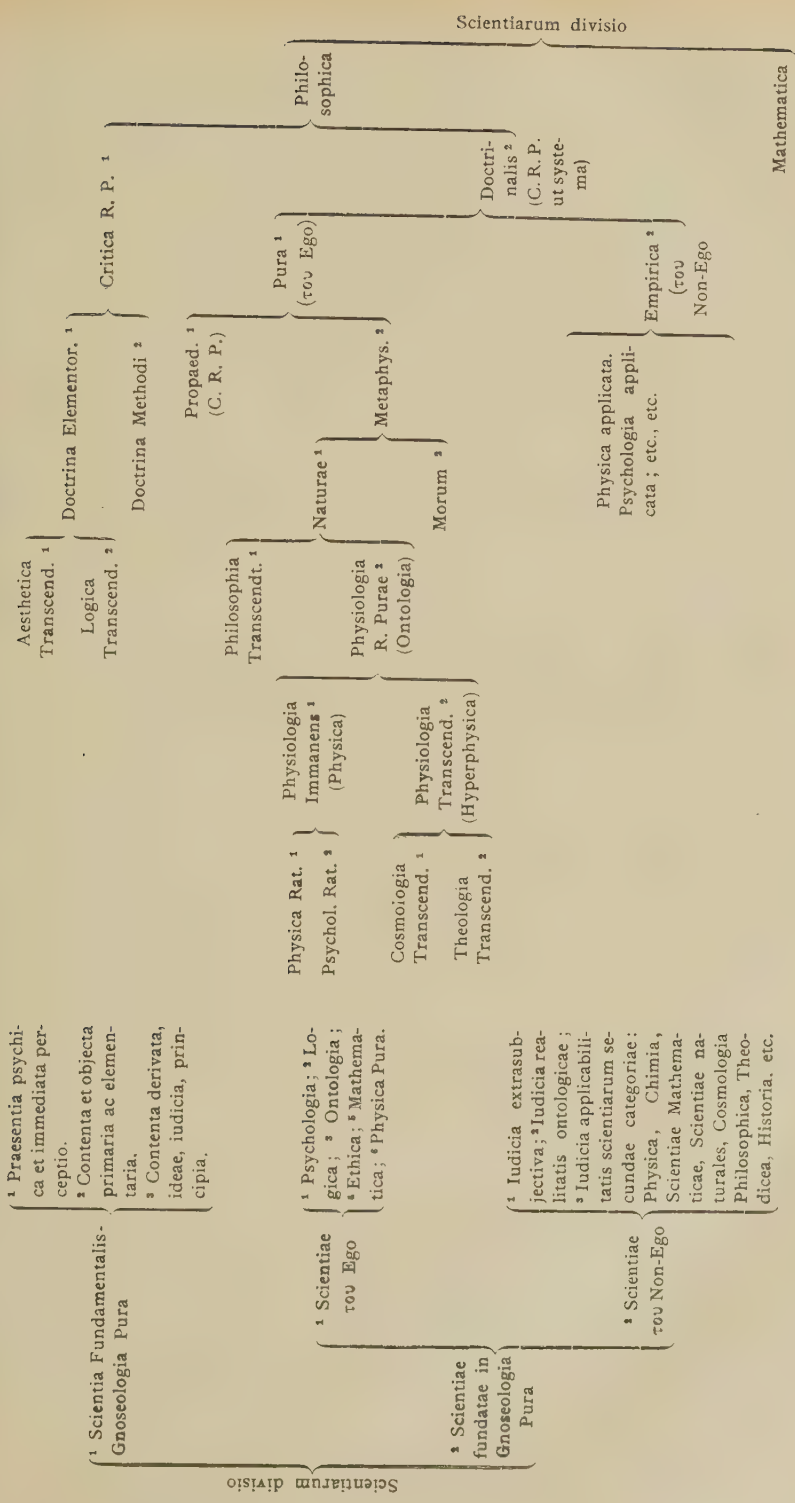 Scientiarum divisio
Philo-
sophica
Mathematica
Critica R. P. ¹
Doctri-
nalis ²
(C. R. P.
ut syste-
ma)
Doctrina Elementor. ¹
Doctrina Methodi ²
Pura ¹
(του Ego)
Empirica ²
(του
Non-Ego
Aesthetica
Transcend. ¹
Logica
Transcend. ²
Propaed. ¹
(C. R. P.)
Metaphys. ²
Physica applicata.
Psychologia appli-
cata ; etc., etc.
Naturae ¹
Morum ²
Philosophia
Transcendt. ¹
Physiologia
R. Purae ²
(Ontologia)
Physiologia
Immanens ¹
(Physica)
Physiologia
Transcend. ²
(Hyperphysica)
Physica Rat. ¹
Psychol. Rat. ²
Cosmologia
Transcend. ¹
Theologia
Transcend. ²
Scientiarum divisio
¹ Scientia Fundamentalis-
Gnoseologia Pura
¹ Praesentia psychi-
ca et immediata per-
ceptio.
² Contenta et objecta
primaria ac elemen-
taria.
³ Contenta derivata,
ideae, iudicia, prin-
cipia.
² Scientiae
fundatae in
Gnoseologia
Pura
¹ Scientiae
του Ego
¹ Psychologia ; ² Lo-
gica ; ³ Ontologia ;
⁴ Ethica ; ⁵ Mathema-
tica ; ⁶ Physica Pura.
² Scientiae
του Non-Ego
¹ Iudicia extrasub-
jectiva ; ² Iudicia rea-
litatis ontologicae ;
³ Iudicia applicabili-
tatis scientiarum se-
cundae categoriae :
Physica, Chimia,
Scientiae Mathema-
ticae, Scientiae na-
turales, Cosmologia
Philosophica, Theo-
dicea, Historia. etc.